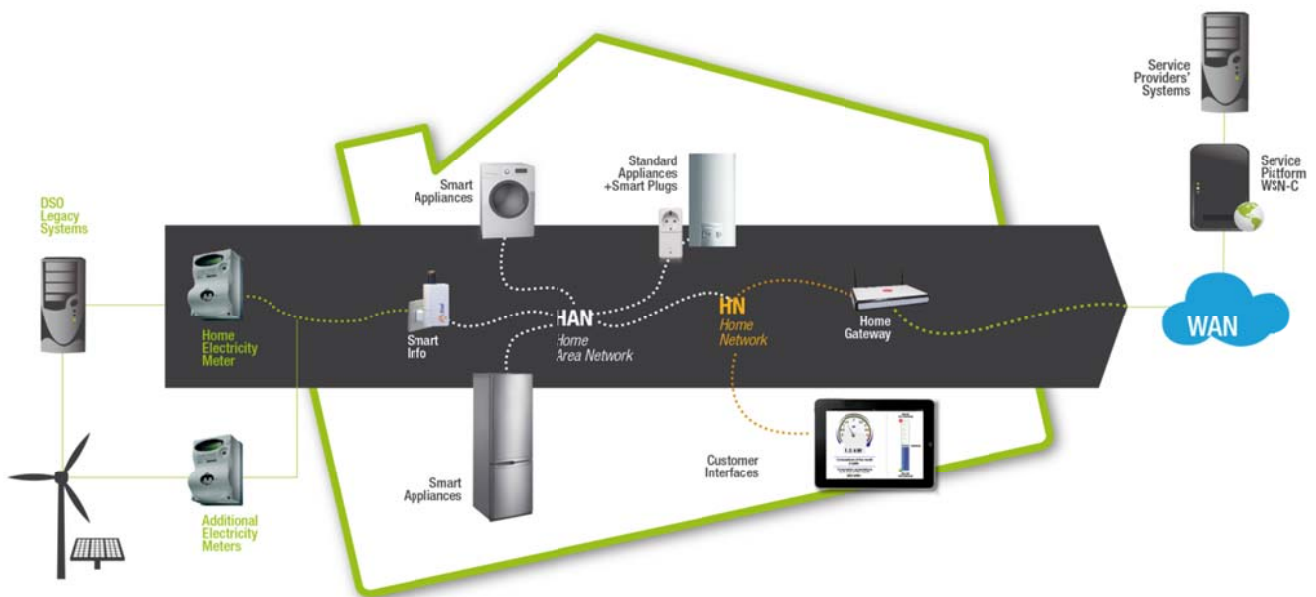 Service
Providers'
Systems
Service
Platform
WSN-C
WAN
DSO
Legacy
Systems
Smart
Appliances
Standard
Appliances
+Smart Plugs
Home
Electricity
Meter
Smart
Info
HAN
Home
Area Network
HN
Home
Network
Home
Gateway
Additional
Electricity
Meters
Smart
Appliances
Customer
Interfaces